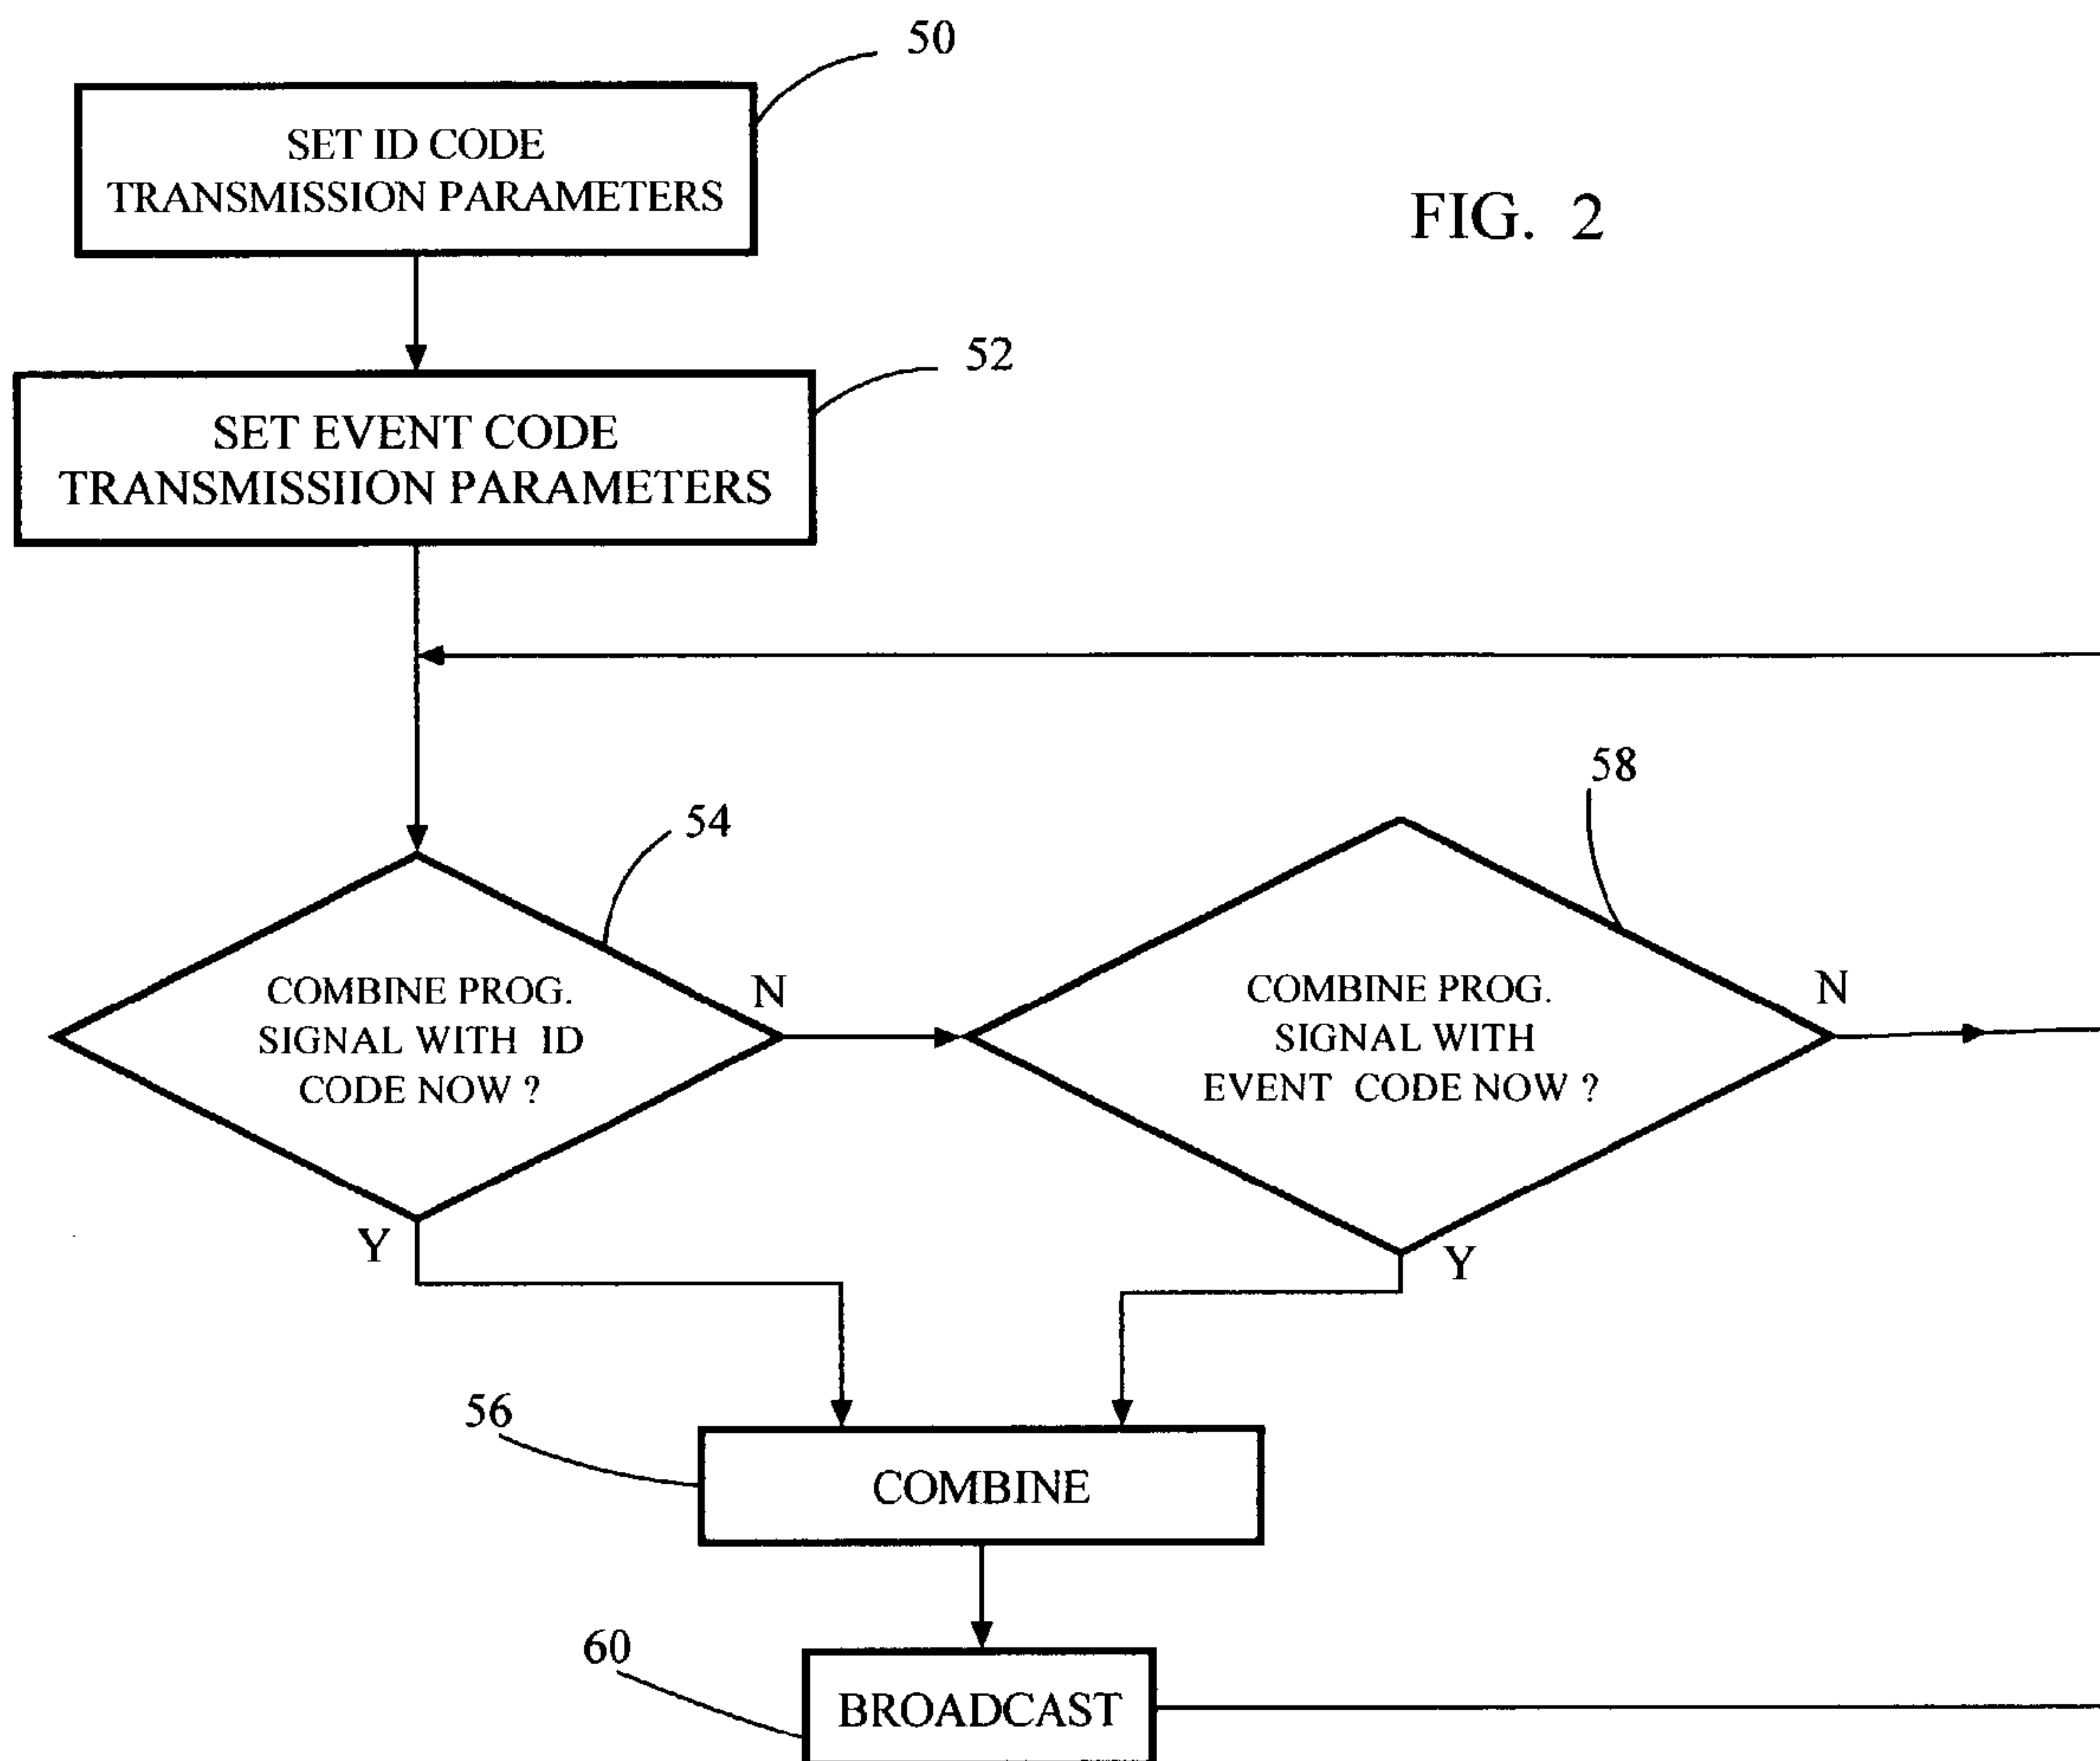 50
SET ID CODE
TRANSMISSION PARAMETERS
FIG. 2
52
SET EVENT CODE
TRANSMISSIION PARAMETERS
54
58
COMBINE PROG.
SIGNAL WITH ID
CODE NOW ?
N
COMBINE PROG.
SIGNAL WITH
EVENT CODE NOW ?
N
Y
Y
56
COMBINE
60
BROADCAST